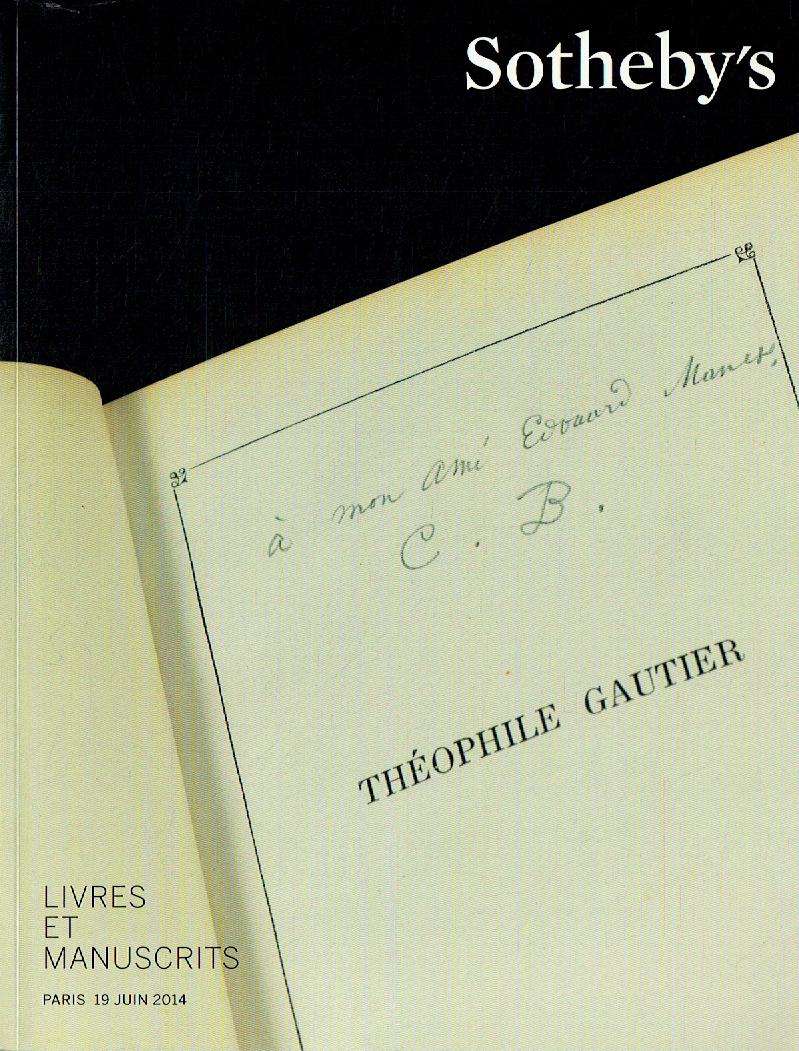 Sotheby's
à mon ami Edouard Manet,
C. B.
THÉOPHILE GAUTIER
LIVRES
ET
MANUSCRITS
PARIS 19 JUIN 2014